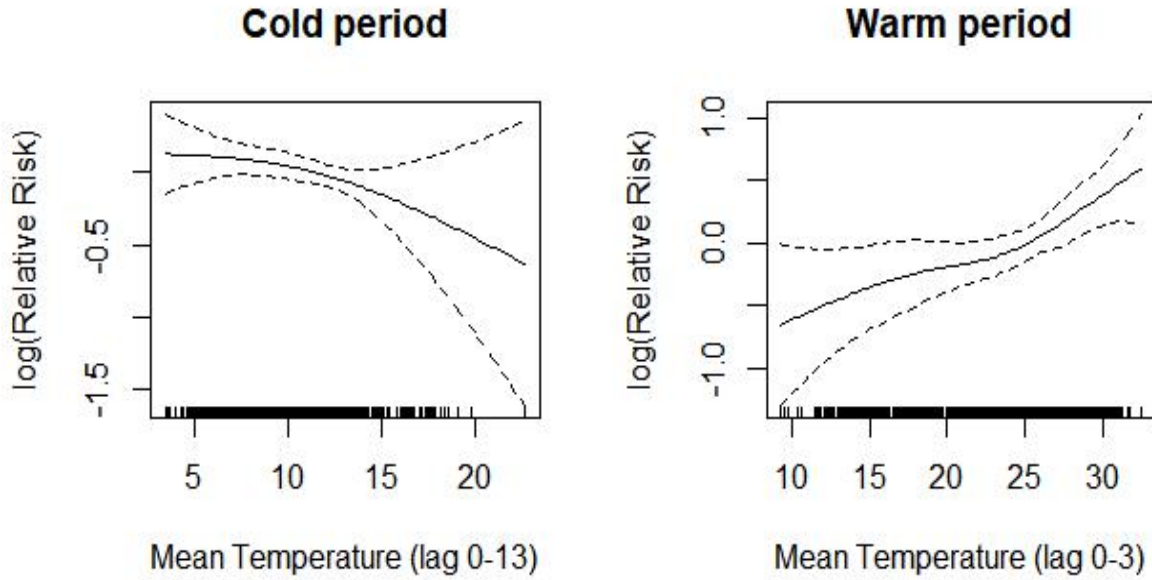 Cold period
log(Relative Risk)
-0.5
-1.5
5 10 15 20
Mean Temperature (lag 0-13)
Warm period
log(Relative Risk)
1.0
0.0
-1.0
10 15 20 25 30
Mean Temperature (lag 0-3)